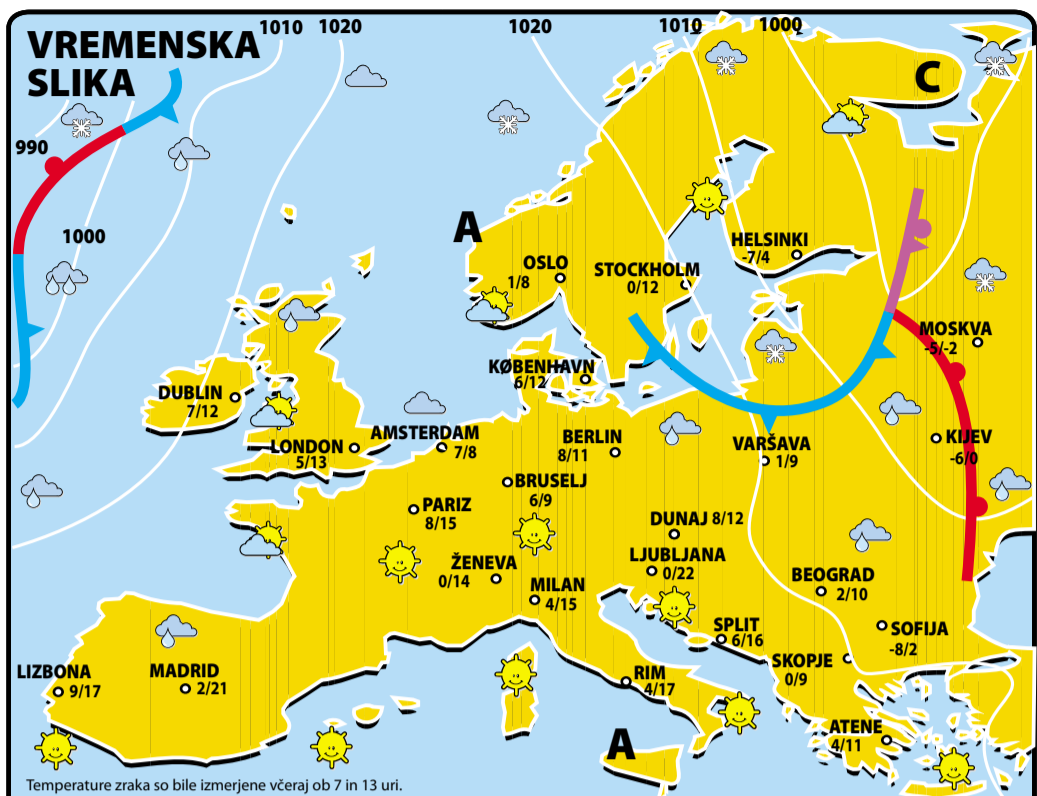 VREMENSKA
SLIKA
1010 1020 1020 1010 1000
C
990
1000
A
HELSINKI
-7/4
OSLO
1/8
STOCKHOLM
0/12
MOSKVA
-5/-2
KØBENHAVN
6/12
DUBLIN
7/12
LONDON
5/13
AMSTERDAM
7/8
BERLIN
8/11
VARŠAVA
1/9
KIJEV
-6/0
BRUSELJ
6/9
PARIZ
8/15
DUNAJ 8/12
LJUBLJANA
0/22
ŽENEVA
0/14
MILAN
4/15
BEOGRAD
2/10
SPLIT
6/16
SOFIJA
-8/2
SKOPJE
0/9
LIZBONA
9/17
MADRID
2/21
RIM
4/17
ATENE
4/11
A
Temperature zraka so bile izmerjene včeraj ob 7 in 13 uri.